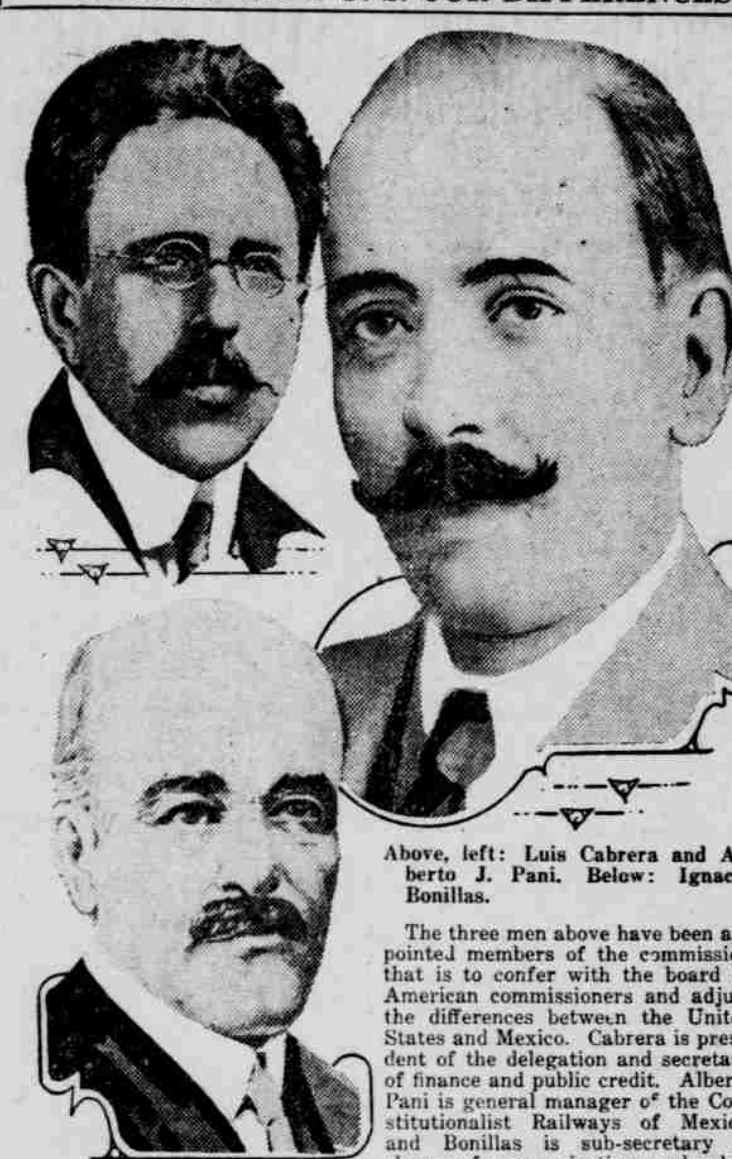 OUR DIFFERENCES
Above, left: Luis Cabrera and A
berto J. Pani. Below: Ignac
Bonillas.
The three men above have been a
pointed members of the commissi
that is to confer with the board
American commissioners and adju
the differences between the Unit
States and Mexico. Cabrera is pres
dent of the delegation and secreta
of finance and public credit. Alber
Pani is general manager of the Co
stitutionalist Railways of Mexic
and Bonillas is sub-secretary